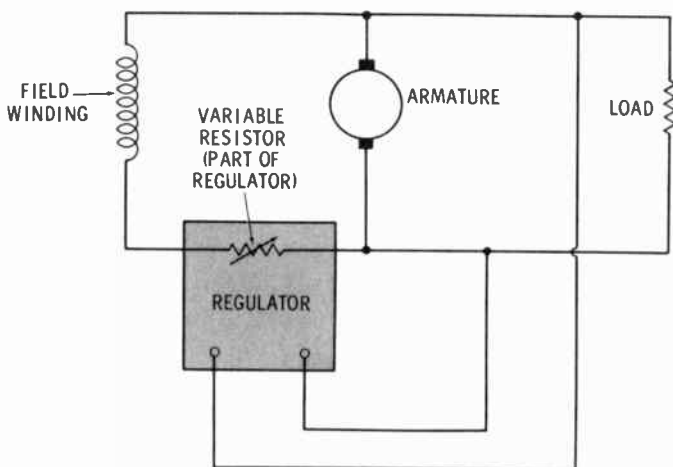 FIELD
WINDING
VARIABLE
RESISTOR
(PART OF
REGULATOR)
ARMATURE
LOAD
REGULATOR